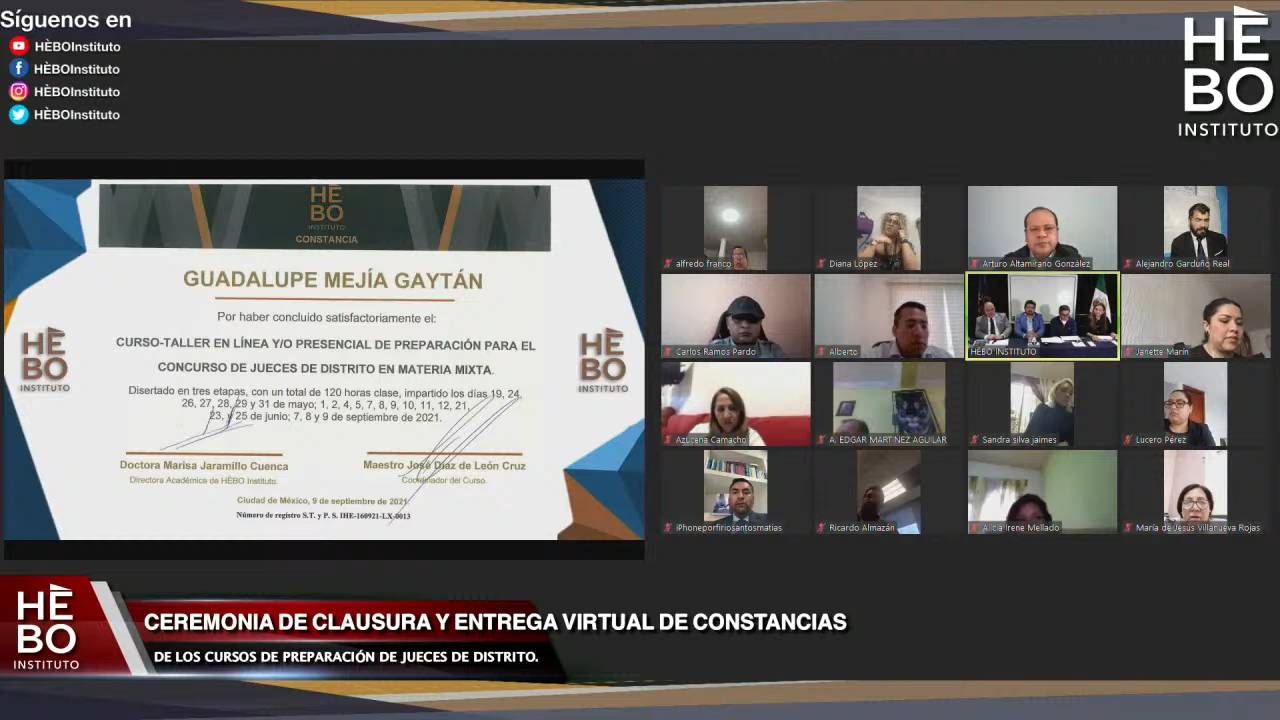 Síguenos en
HÈBOInstituto
HÈBOInstituto
HÈBOInstituto
HÈBOInstituto
HÈ
BO
INSTITUTO
HÈ
BO
INSTITUTO
CONSTANCIA
GUADALUPE MEJÍA GAYTÁN
Por haber concluido satisfactoriamente el:
CURSO-TALLER EN LÍNEA Y/O PRESENCIAL DE PREPARACIÓN PARA EL
CONCURSO DE JUECES DE DISTRITO EN MATERIA MIXTA.
Disertado en tres etapas, con un total de 120 horas clase, impartido los días 19, 24,
26, 27, 28, 29 y 31 de mayo; 1, 2, 4, 5, 7, 8, 9, 10, 11, 12, 21,
23, y 25 de junio; 7, 8 y 9 de septiembre de 2021.
HÈ
BO
INSTITUTO
HÈ
BO
INSTITUTO
Doctora Marisa Jaramillo Cuenca
Directora Académica de HÈBO Instituto.
Maestro José Díaz de León Cruz
Coordinador del Curso.
Ciudad de México, 9 de septiembre de 2021.
Número de registro S.T. y P. S. IHE-160921-LX-0013
alfredo franco
Diana López
Arturo Altamirano González
Alejandro Garduño Real
Carlos Ramos Pardo
Alberto
HÈBO INSTITUTO
Janette Marín
Azucena Camacho
A. EDGAR MARTINEZ AGUILAR
Sandra silva jaimes
Lucero Pérez
iPhoneporfiriosantosmatias
Ricardo Almazán
Alicia Irene Mellado
María de Jesus Villanueva Rojas
HÈ
BO
INSTITUTO
CEREMONIA DE CLAUSURA Y ENTREGA VIRTUAL DE CONSTANCIAS
DE LOS CURSOS DE PREPARACIÓN DE JUECES DE DISTRITO.